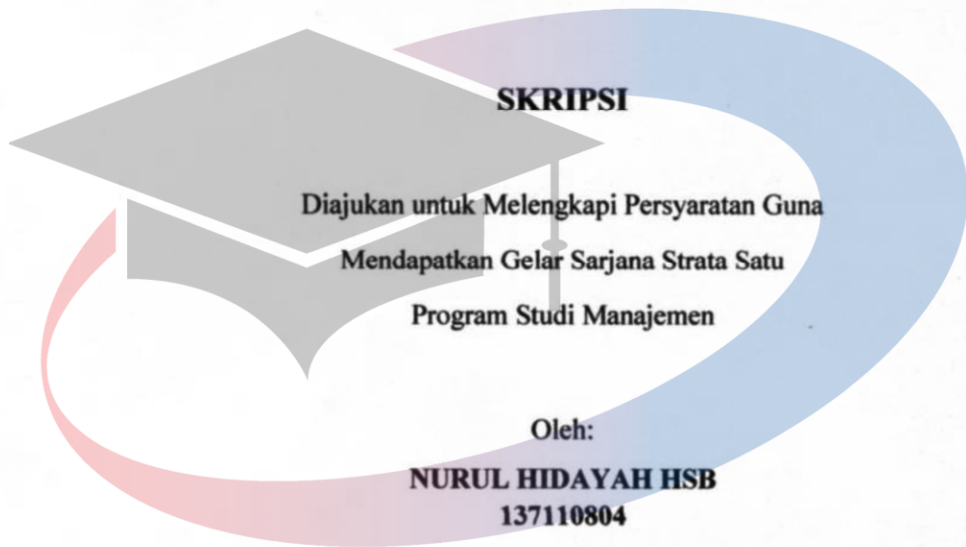 SKRIPSI
Diajukan untuk Melengkapi Persyaratan Guna
Mendapatkan Gelar Sarjana Strata Satu
Program Studi Manajemen
Oleh:
NURUL HIDAYAH HSB
137110804